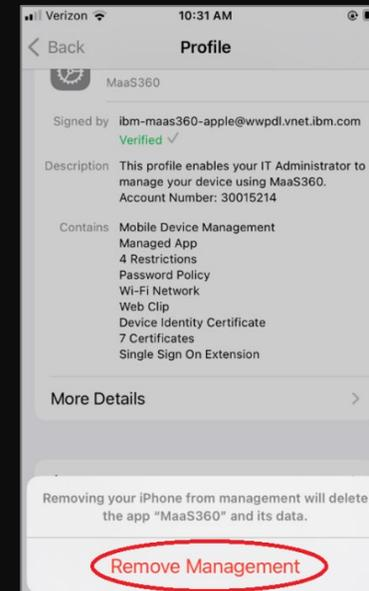 Verizon 10:31 AM
Back Profile
MaaS360
Signed by ibm-maas360-apple@wwpdl.vnet.ibm.com
Verified ✓
Description This profile enables your IT Administrator to
manage your device using MaaS360.
Account Number: 30015214
Contains Mobile Device Management
Managed App
4 Restrictions
Password Policy
Wi-Fi Network
Web Clip
Device Identity Certificate
7 Certificates
Single Sign On Extension
More Details
Removing your iPhone from management will delete
the app “MaaS360” and its data.
Remove Management